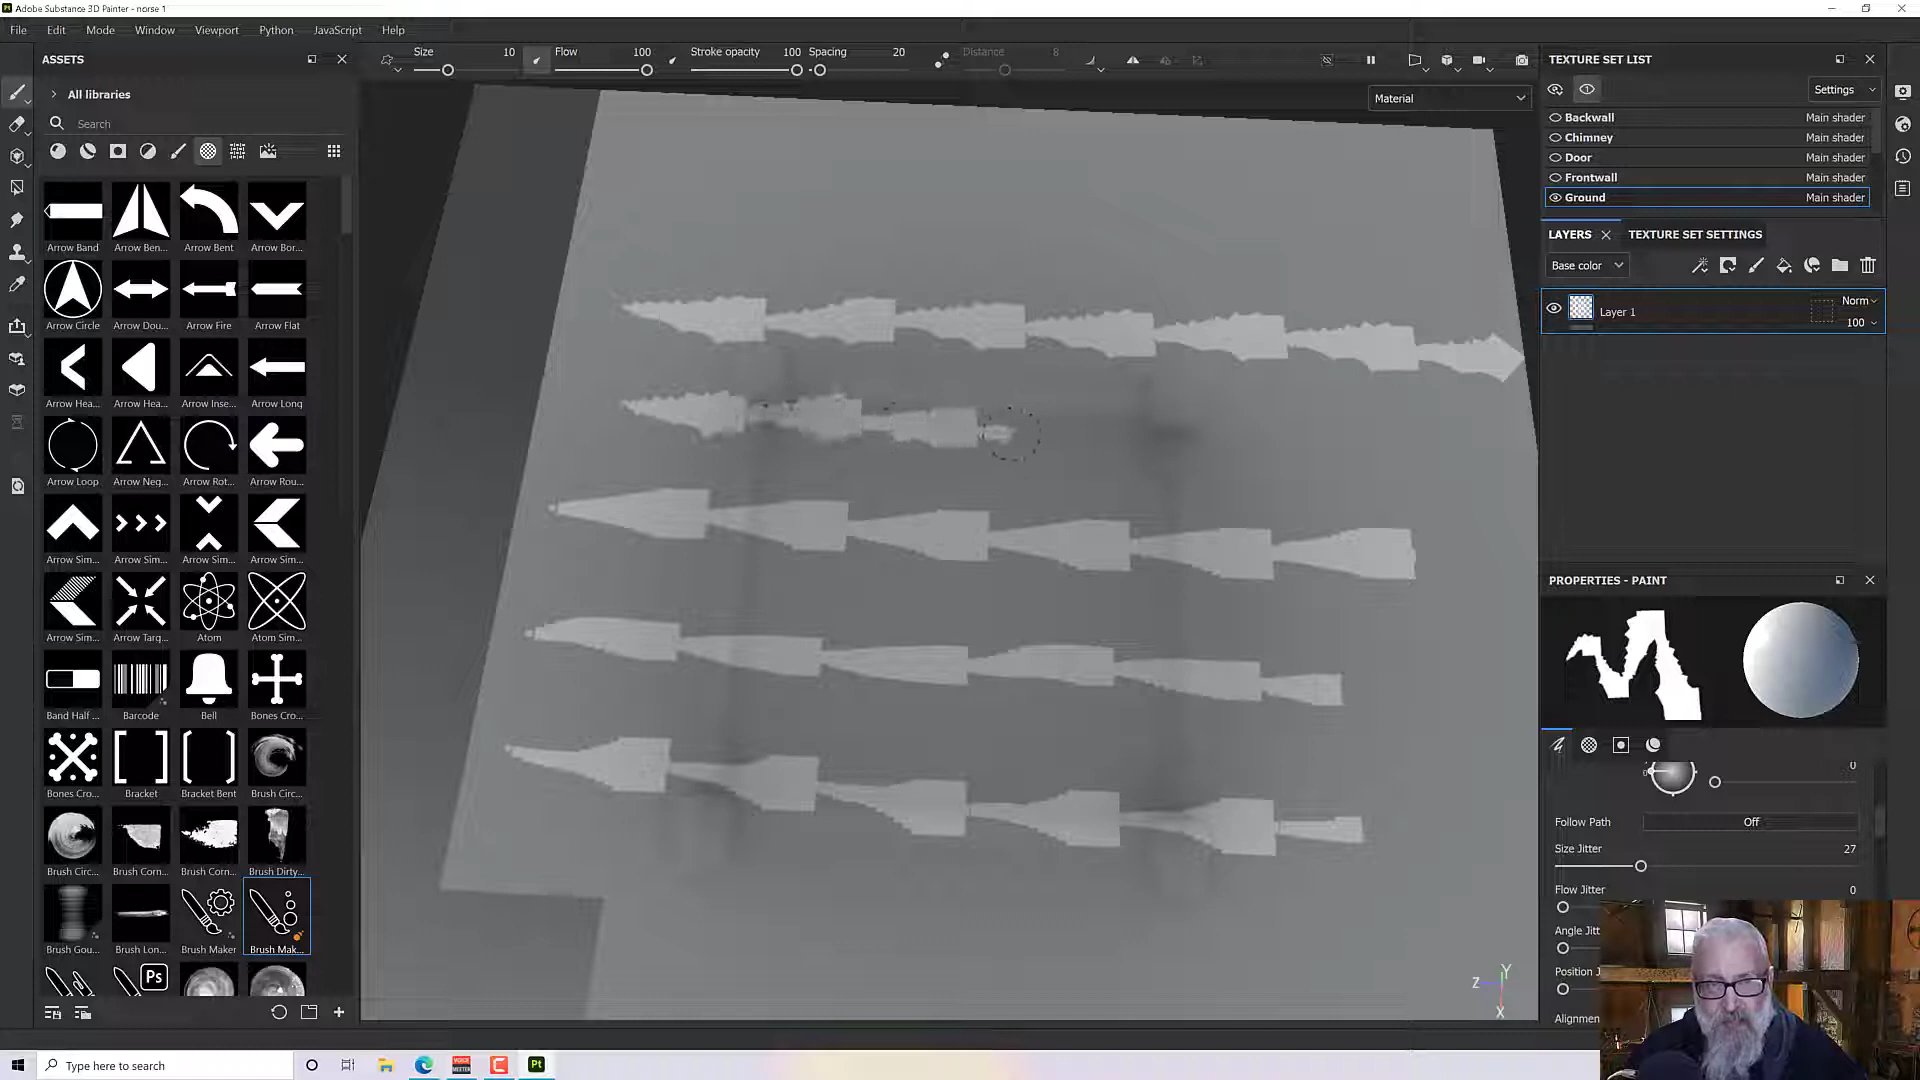 Pt Adobe Substance 3D Painter - norse 1
File Edit Mode Window Viewport Python JavaScript Help
ASSETS
All libraries
Search
Arrow Band Arrow Ben... Arrow Bent Arrow Bor...
Arrow Circle Arrow Dou... Arrow Fire Arrow Flat
Arrow Hea... Arrow Hea... Arrow Inse... Arrow Long
Arrow Loop Arrow Neg... Arrow Rot... Arrow Rou...
Arrow Sim... Arrow Sim... Arrow Sim... Arrow Sim...
Arrow Sim... Arrow Targ... Atom Atom Sim...
Band Half ... Barcode Bell Bones Cro...
Bones Cro... Bracket Bracket Bent Brush Circ...
Brush Circ... Brush Corn... Brush Corn... Brush Dirty...
Brush Gou... Brush Lon... Brush Maker Brush Mak...
Ps
Size 10 Flow 100 Stroke opacity 100 Spacing 20 Distance 8
Material
Z Y X
TEXTURE SET LIST
Settings
Backwall Main shader
Chimney Main shader
Door Main shader
Frontwall Main shader
Ground Main shader
LAYERS TEXTURE SET SETTINGS
Base color
Layer 1 Norm
100
PROPERTIES - PAINT
0 0
Follow Path Off
Size Jitter 27
Flow Jitter 0
Angle Jitt
Position J
Alignmen
Type here to search
VOICE MEETER
Pt